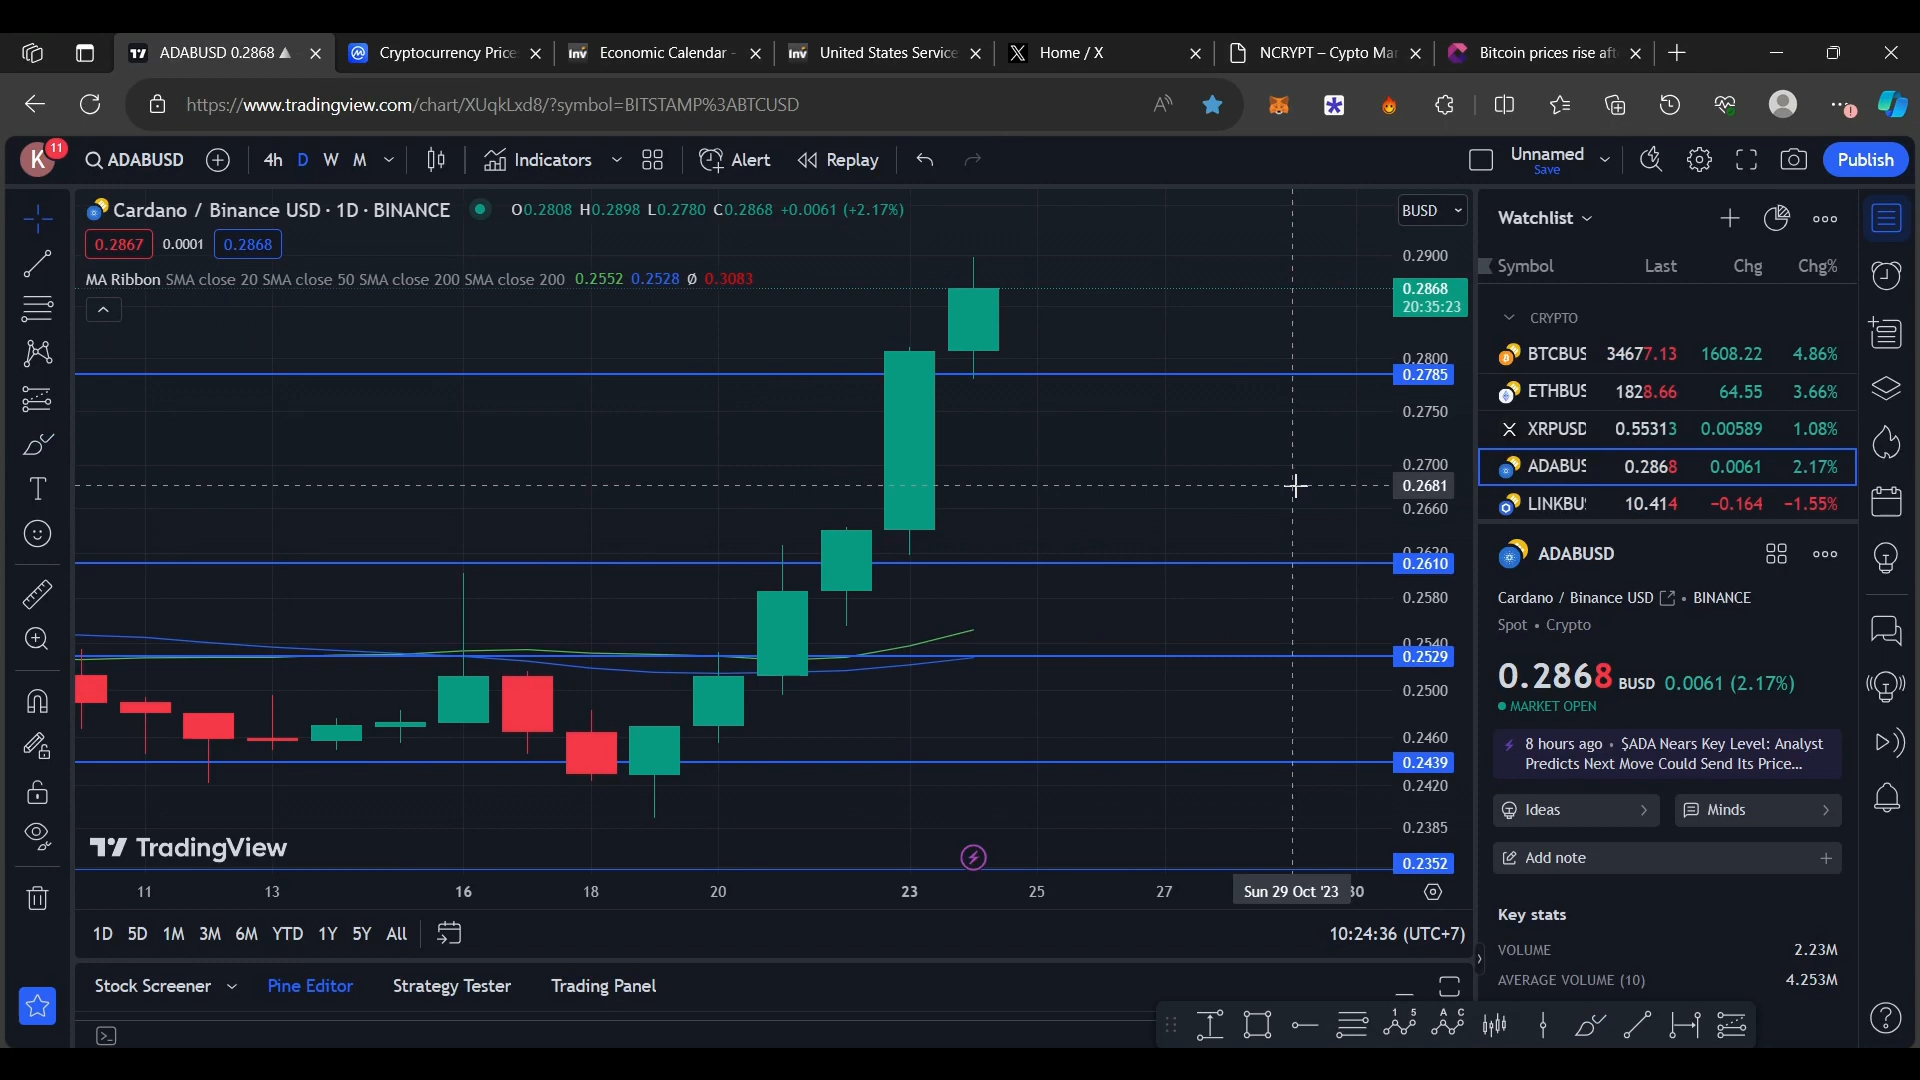 ADABUSD 0.2868
Cryptocurrency Price
Economic Calendar -
United States Service
Home / X
NCRYPT – Cypto Mar
Bitcoin prices rise aft
https://www.tradingview.com/chart/XUqkLxd8/?symbol=BITSTAMP%3ABTCUSD
K 11
ADABUSD
4h D W M
Indicators
Alert
Replay
Unnamed
Save
Publish
Cardano / Binance USD · 1D · BINANCE
O0.2808 H0.2898 L0.2780 C0.2868 +0.0061 (+2.17%)
0.2867 0.0001 0.2868
MA Ribbon SMA close 20 SMA close 50 SMA close 200 SMA close 200 0.2552 0.2528 Ø 0.3083
BUSD
0.2900
0.2868
20:35:23
0.2800
0.2785
0.2750
0.2700
0.2681
0.2660
0.2620
0.2610
0.2580
0.2540
0.2529
0.2500
0.2460
0.2439
0.2420
0.2385
0.2352
TradingView
11 13 16 18 20 23 25 27 Sun 29 Oct '23 30
1D 5D 1M 3M 6M YTD 1Y 5Y All
10:24:36 (UTC+7)
Stock Screener Pine Editor Strategy Tester Trading Panel
Watchlist
Symbol Last Chg Chg%
CRYPTO
BTCBUS 34677.13 1608.22 4.86%
ETHBUS 1828.66 64.55 3.66%
XRPUSD 0.55313 0.00589 1.08%
ADABUS 0.2868 0.0061 2.17%
LINKBU 10.414 −0.164 −1.55%
ADABUSD
Cardano / Binance USD • BINANCE
Spot • Crypto
0.2868 BUSD 0.0061 (2.17%)
MARKET OPEN
8 hours ago • $ADA Nears Key Level: Analyst
Predicts Next Move Could Send Its Price...
Ideas
Minds
Add note
Key stats
VOLUME 2.23M
AVERAGE VOLUME (10) 4.253M
1 5
A C